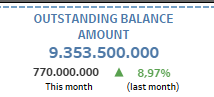 OUTSTANDING BALANCE
AMOUNT
9.353.500.000
770.000.000 ▲ 8,97%
This month (last month)